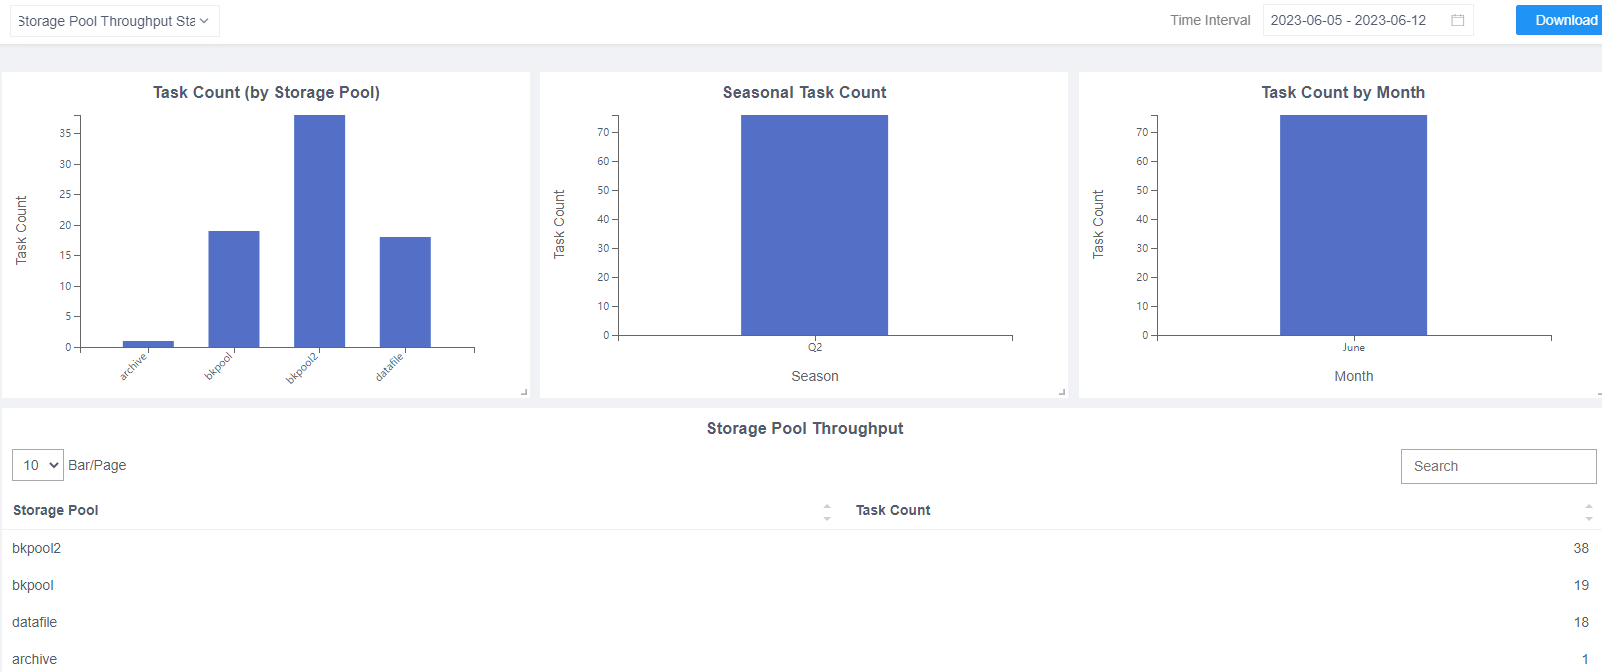 Storage Pool Throughput Sta
Time Interval
2023-06-05 - 2023-06-12
Download
Task Count (by Storage Pool)
Task Count
35
30
25
20
15
10
5
0
archive
bkpool
bkpool2
datafile
Seasonal Task Count
Task Count
70
60
50
40
30
20
10
0
Q2
Season
Task Count by Month
Task Count
70
60
50
40
30
20
10
0
June
Month
Storage Pool Throughput
10 Bar/Page
Search
Storage Pool Task Count
bkpool2 38
bkpool 19
datafile 18
archive 1